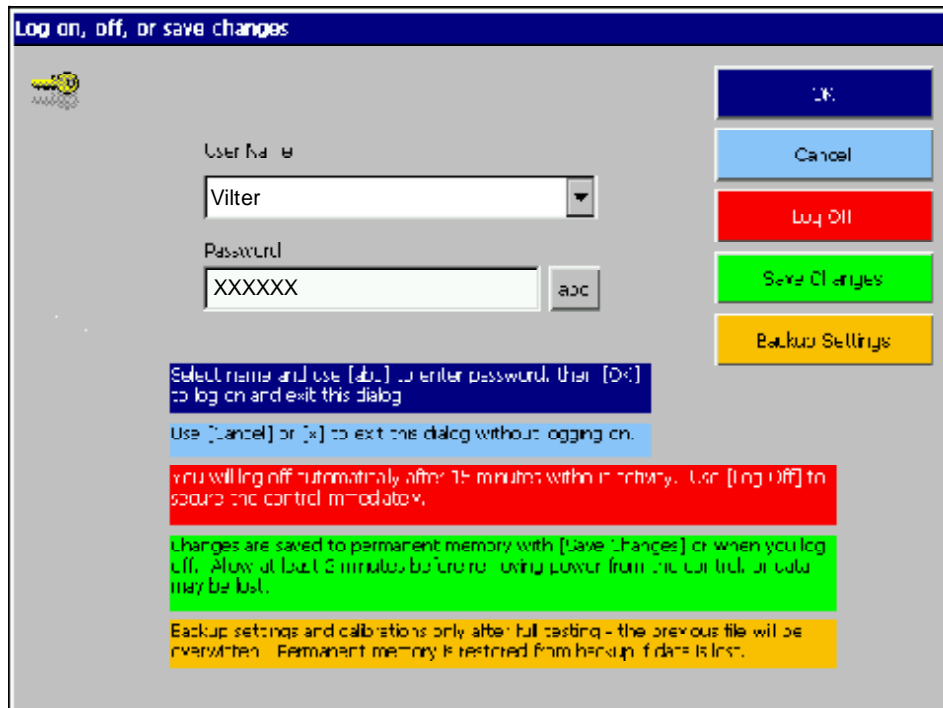 Log on, off, or save changes
OK
User Name
Cancel
Vilter
Log Off
Password
XXXXXX
abc
Save Changes
Backup Settings
Select name and use [abc] to enter password, then [OK]
to log on and exit this dialog
Use [Cancel] or [x] to exit this dialog without logging on.
You will log off automatically after 15 minutes without activity. Use [Log Off] to
secure the control immediately.
Changes are saved to permanent memory with [Save Changes] or when you log
off. Allow at least 2 minutes before removing power from the control, or data
may be lost.
Backup settings and calibrations only after full testing - the previous file will be
overwritten. Permanent memory is restored from backup if data is lost.